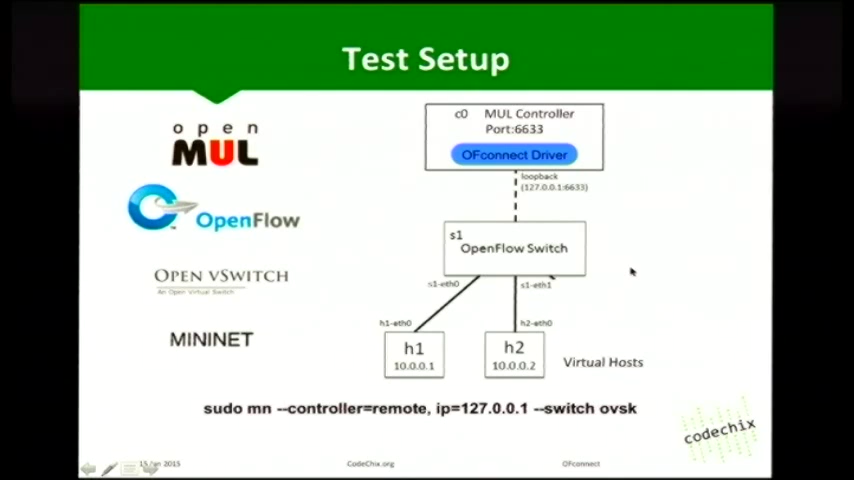 Test Setup
open
MUL
OpenFlow
OPEN VSWITCH
An Open Virtual Switch
MININET
c0 MUL Controller
Port:6633
OFconnect Driver
loopback
(127.0.0.1:6633)
s1
OpenFlow Switch
s1-eth0
s1-eth1
h1-eth0
h2-eth0
h1
10.0.0.1
h2
10.0.0.2
Virtual Hosts
sudo mn --controller=remote, ip=127.0.0.1 --switch ovsk
codechix
15 Jan 2015
CodeChix.org
OFconnect